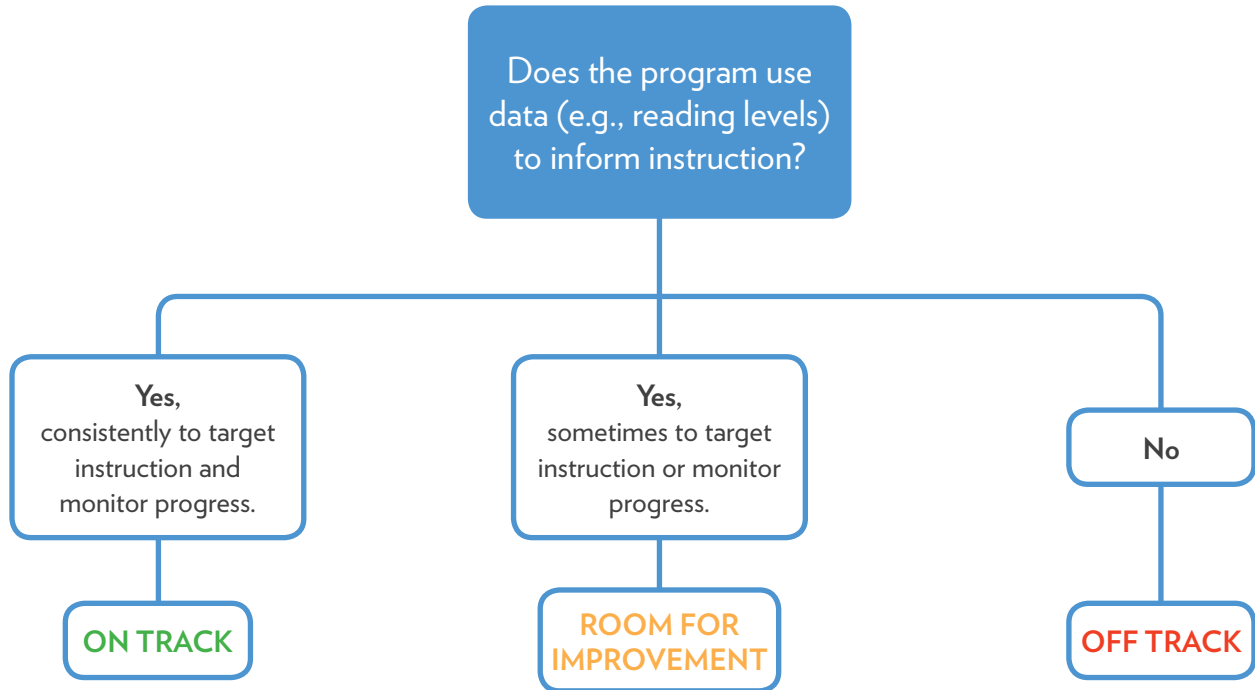 Does the program use
data (e.g., reading levels)
to inform instruction?
Yes,
consistently to target
instruction and
monitor progress.
Yes,
sometimes to target
instruction or monitor
progress.
No
ON TRACK
ROOM FOR
IMPROVEMENT
OFF TRACK